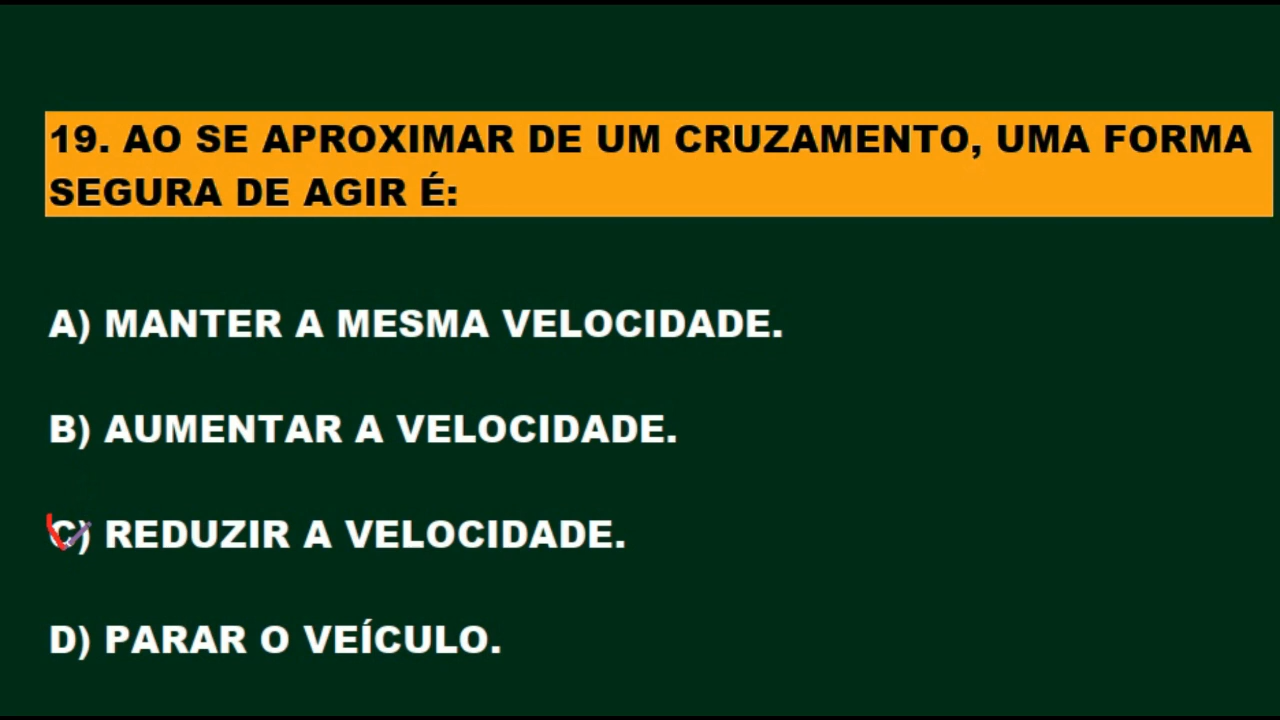 19. AO SE APROXIMAR DE UM CRUZAMENTO, UMA FORMA
SEGURA DE AGIR É:
A) MANTER A MESMA VELOCIDADE.
B) AUMENTAR A VELOCIDADE.
C) REDUZIR A VELOCIDADE.
D) PARAR O VEÍCULO.